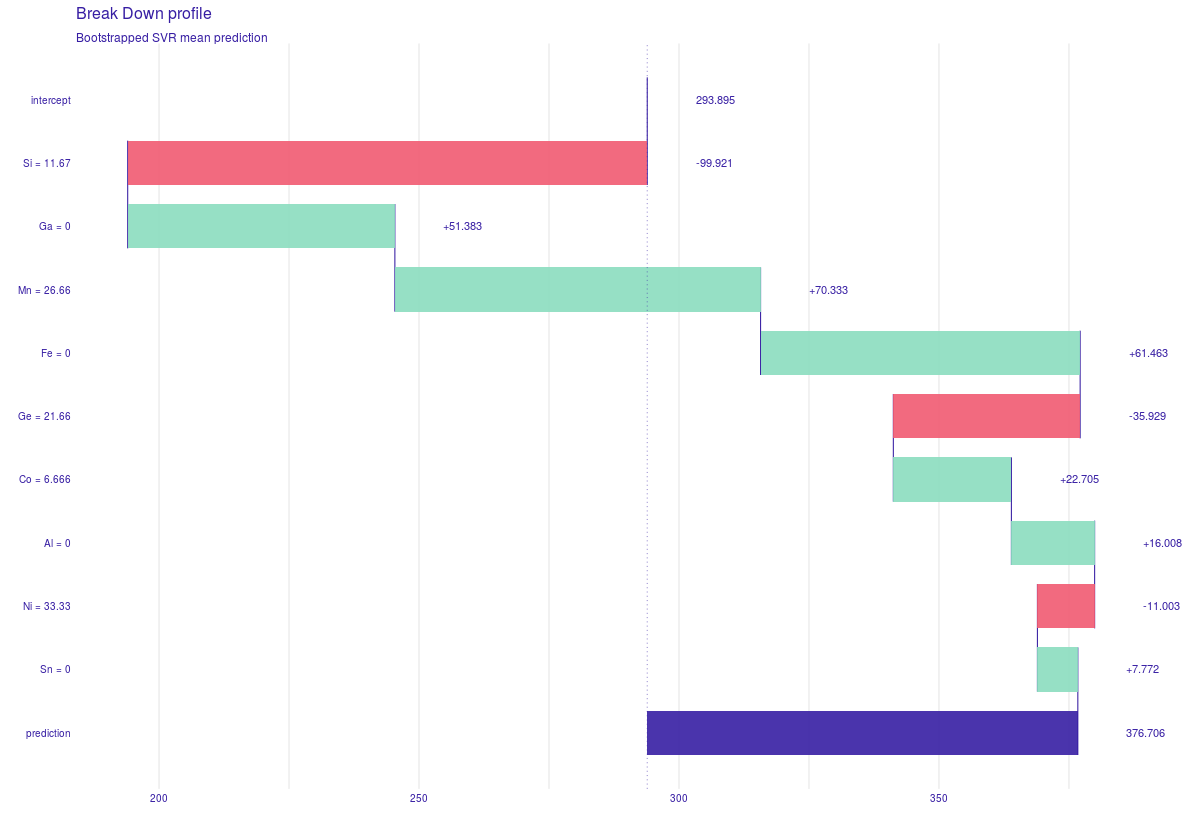 Break Down profile
Bootstrapped SVR mean prediction
intercept 293.895
Si = 11.67 -99.921
Ga = 0 +51.383
Mn = 26.66 +70.333
Fe = 0 +61.463
Ge = 21.66 -35.929
Co = 6.666 +22.705
Al = 0 +16.008
Ni = 33.33 -11.003
Sn = 0 +7.772
prediction 376.706
200 250 300 350